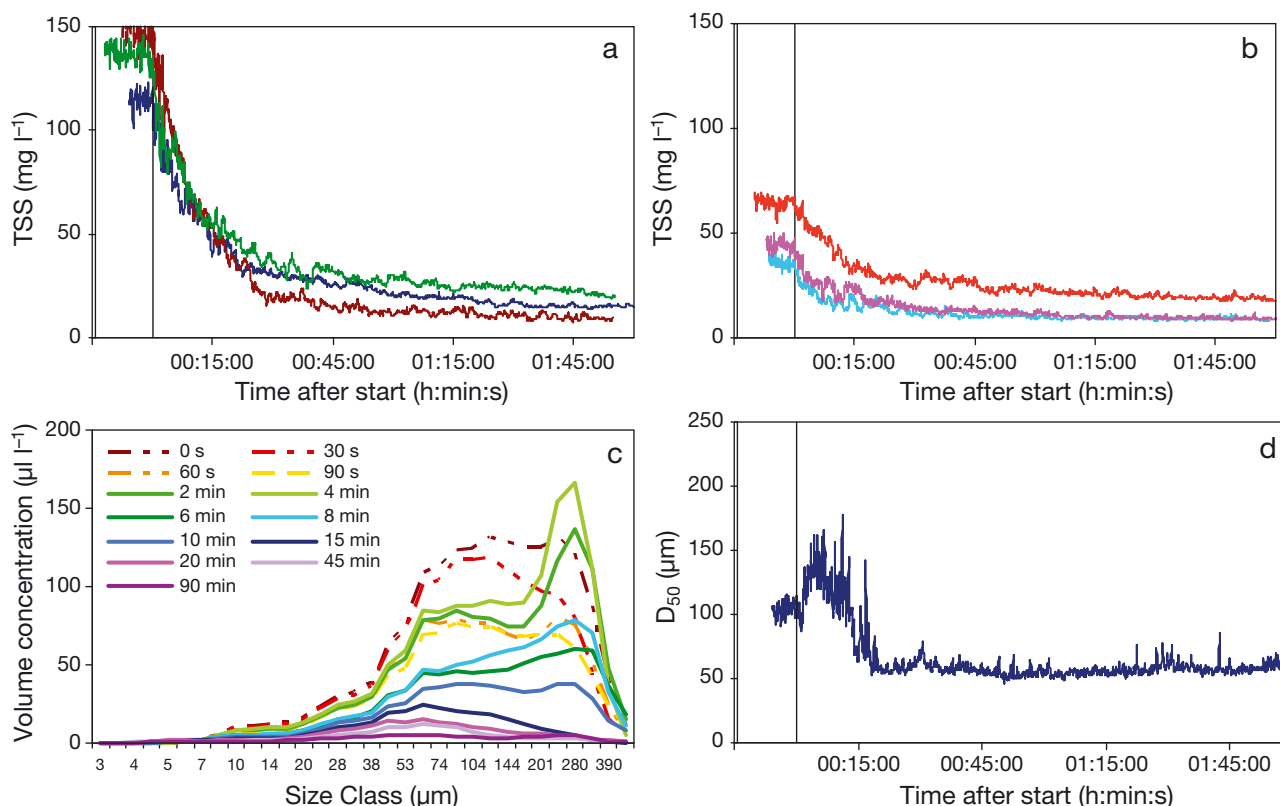 a
150
100
50
0
TSS (mg l⁻¹)
00:15:00 00:45:00 01:15:00 01:45:00
Time after start (h:min:s)
b
150
100
50
0
TSS (mg l⁻¹)
00:15:00 00:45:00 01:15:00 01:45:00
Time after start (h:min:s)
c
200
150
100
50
0
Volume concentration (µl l⁻¹)
0 s 30 s
60 s 90 s
2 min 4 min
6 min 8 min
10 min 15 min
20 min 45 min
90 min
3 4 5 7 10 14 20 28 38 53 74 104 144 201 280 390
Size Class (µm)
d
250
200
150
100
50
0
D₅₀ (µm)
00:15:00 00:45:00 01:15:00 01:45:00
Time after start (h:min:s)